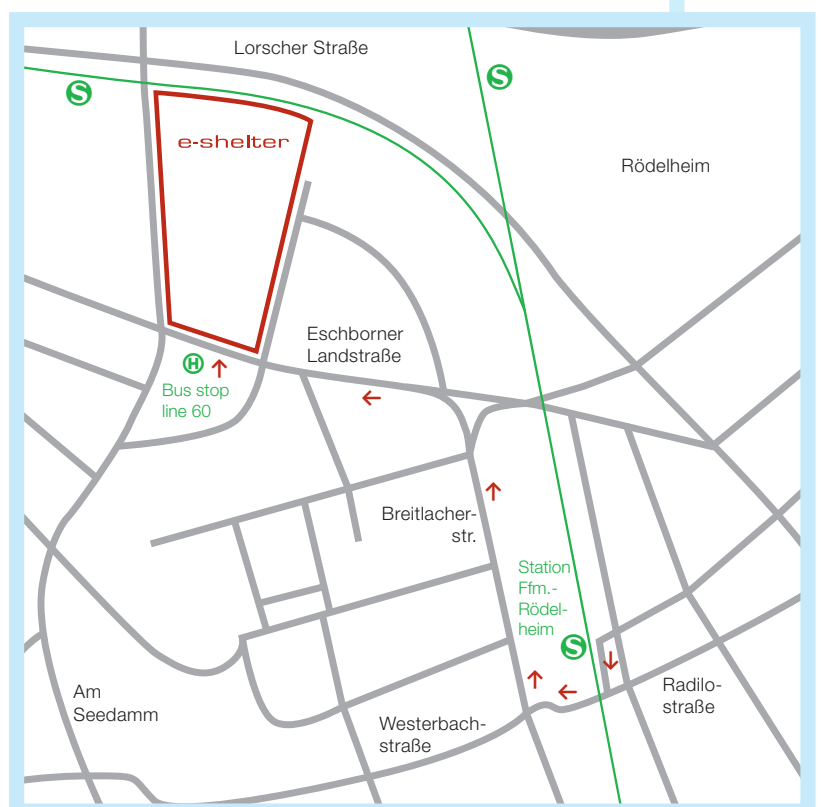 Lorscher Straße
S
S
e-shelter
Rödelheim
Eschborner
Landstraße
H
Bus stop
line 60
Breitlacher-
str.
Station
Ffm.-
Rödel-
heim
S
Am
Seedamm
Radilo-
straße
Westerbach-
straße